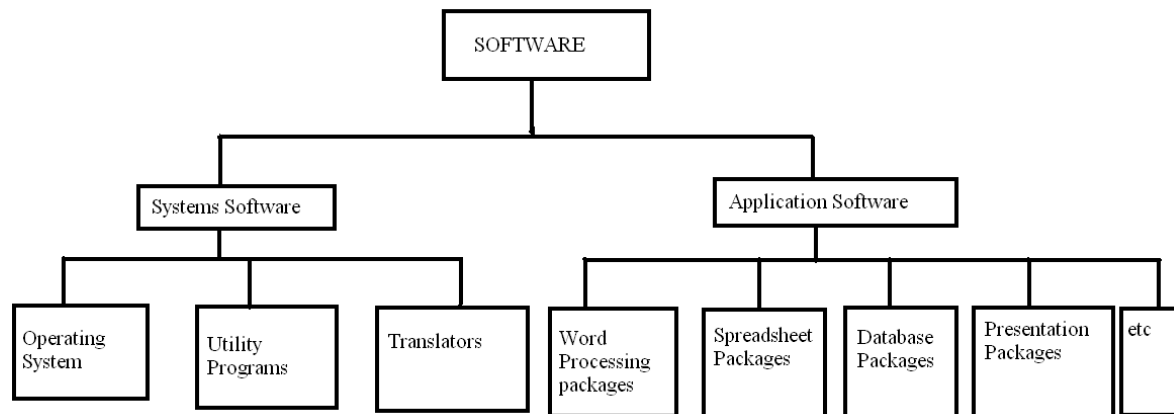 SOFTWARE
Systems Software
Application Software
Operating
System
Utility
Programs
Translators
Word
Processing
packages
Spreadsheet
Packages
Database
Packages
Presentation
Packages
etc